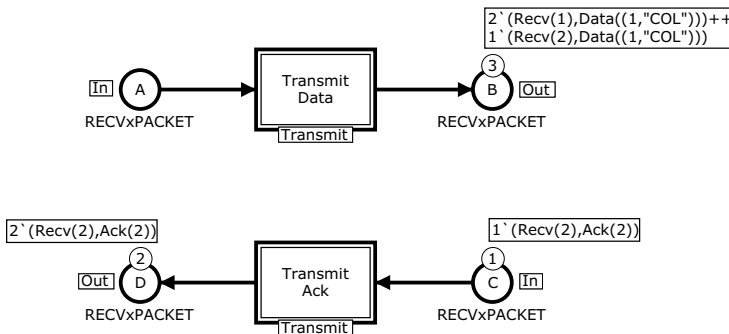 2`(Recv(1),Data((1,"COL")))++
1`(Recv(2),Data((1,"COL")))
3
In
A
Transmit
Data
B
Out
RECVxPACKET
Transmit
RECVxPACKET
2`(Recv(2),Ack(2))
1`(Recv(2),Ack(2))
2
1
Out
D
Transmit
Ack
C
In
RECVxPACKET
Transmit
RECVxPACKET